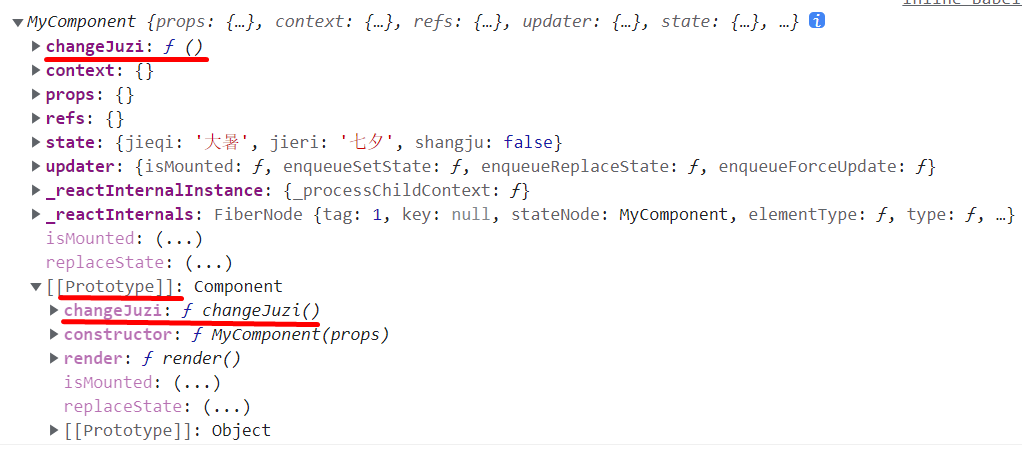 inline-babel
MyComponent {props: {…}, context: {…}, refs: {…}, updater: {…}, state: {…}, …} i
changeJuzi: ƒ ()
context: {}
props: {}
refs: {}
state: {jieqi: '大暑', jieri: '七夕', shangju: false}
updater: {isMounted: ƒ, enqueueSetState: ƒ, enqueueReplaceState: ƒ, enqueueForceUpdate: ƒ}
_reactInternalInstance: {_processChildContext: ƒ}
_reactInternals: FiberNode {tag: 1, key: null, stateNode: MyComponent, elementType: ƒ, type: ƒ, …}
isMounted: (...)
replaceState: (...)
[[Prototype]]: Component
changeJuzi: ƒ changeJuzi()
constructor: ƒ MyComponent(props)
render: ƒ render()
isMounted: (...)
replaceState: (...)
[[Prototype]]: Object